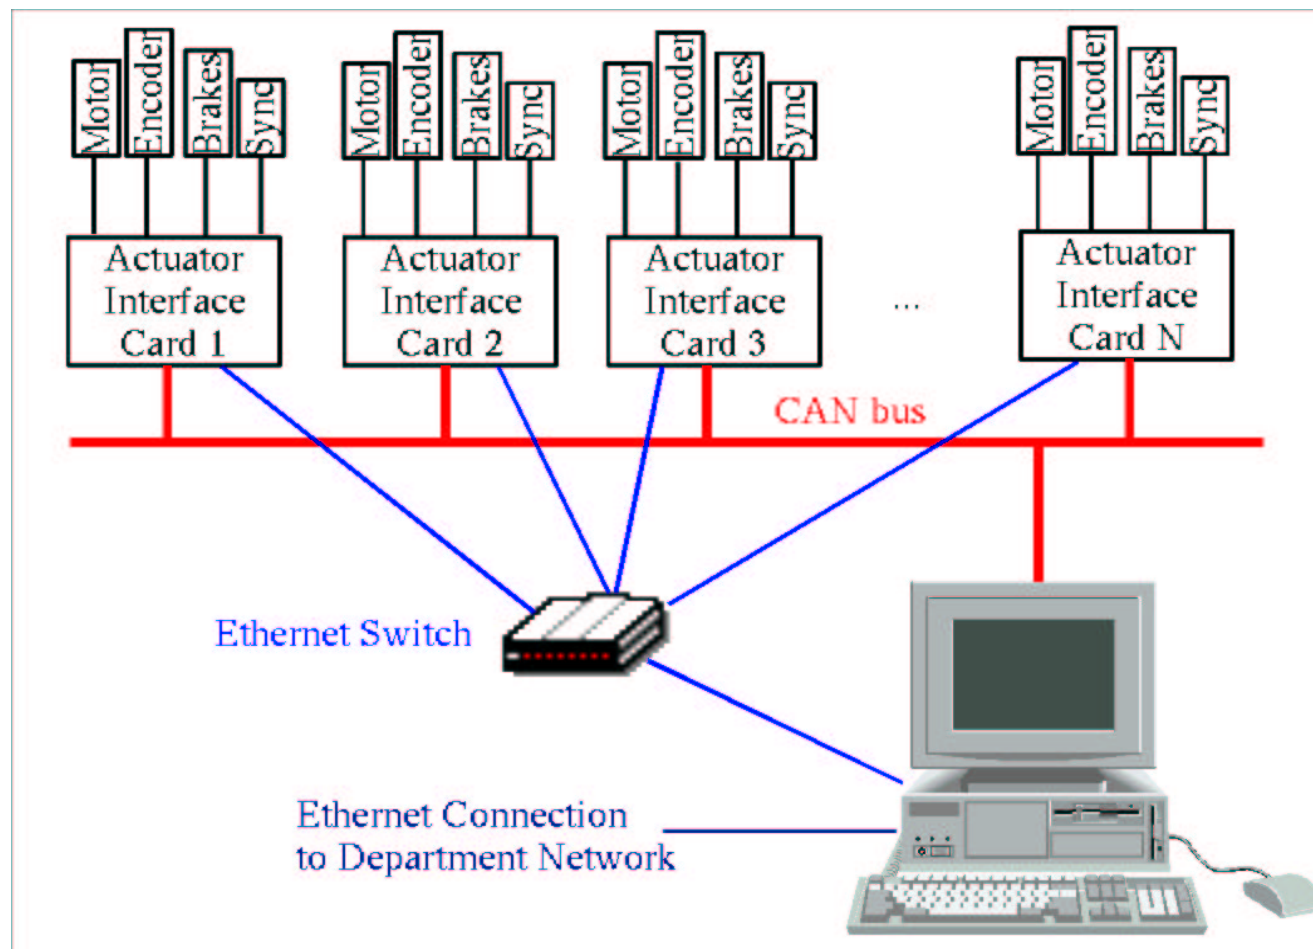 Motor
Encoder
Brakes
Sync
Motor
Encoder
Brakes
Sync
Motor
Encoder
Brakes
Sync
Motor
Encoder
Brakes
Sync
Actuator
Interface
Card 1
Actuator
Interface
Card 2
Actuator
Interface
Card 3
...
Actuator
Interface
Card N
CAN bus
Ethernet Switch
Ethernet Connection
to Department Network